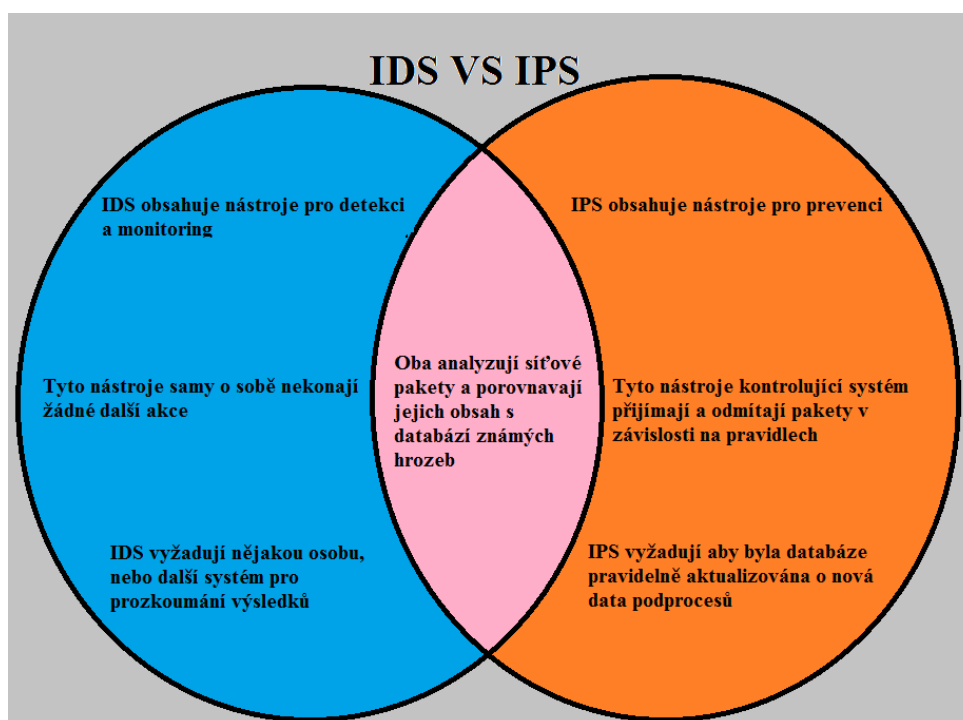 IDS VS IPS
IDS obsahuje nástroje pro detekci
a monitoring
Tyto nástroje samy o sobě nekonají
žádné další akce
IDS vyžadují nějakou osobu,
nebo další systém pro
prozkoumání výsledků
Oba analyzují síťové
pakety a porovnavají
jejich obsah s
databází známých
hrozeb
IPS obsahuje nástroje pro prevenci
Tyto nástroje kontrolující systém
přijímají a odmítají pakety v
závislosti na pravidlech
IPS vyžadují aby byla databáze
pravidelně aktualizována o nová
data podprocesů